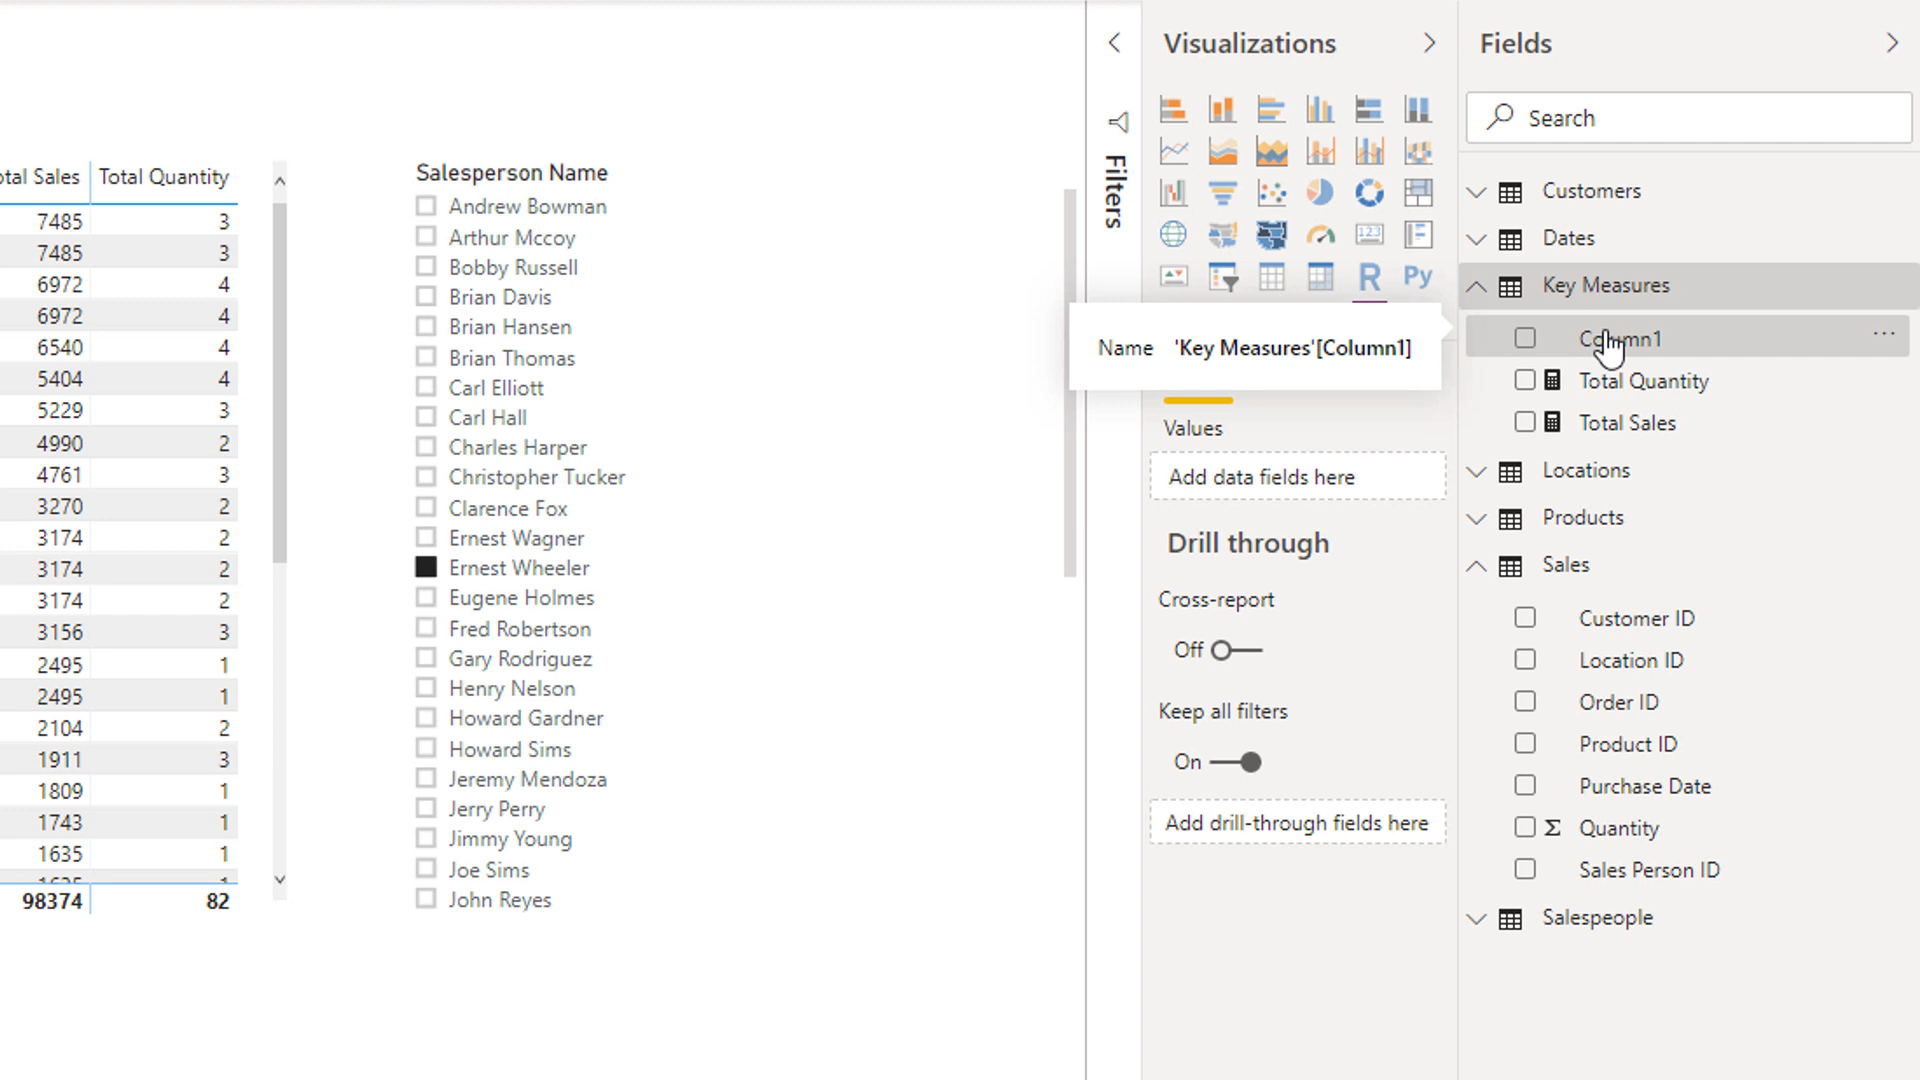 otal Sales Total Quantity
7485 3
7485 3
6972 4
6972 4
6540 4
5404 4
5229 3
4990 2
4761 3
3270 2
3174 2
3174 2
3174 2
3156 3
2495 1
2495 1
2104 2
1911 3
1809 1
1743 1
1635 1
1635 1
98374 82
Salesperson Name
Andrew Bowman
Arthur Mccoy
Bobby Russell
Brian Davis
Brian Hansen
Brian Thomas
Carl Elliott
Carl Hall
Charles Harper
Christopher Tucker
Clarence Fox
Ernest Wagner
Ernest Wheeler
Eugene Holmes
Fred Robertson
Gary Rodriguez
Henry Nelson
Howard Gardner
Howard Sims
Jeremy Mendoza
Jerry Perry
Jimmy Young
Joe Sims
John Reyes
Filters
Visualizations
123
R Py
Name 'Key Measures'[Column1]
Values
Add data fields here
Drill through
Cross-report
Off
Keep all filters
On
Add drill-through fields here
Fields
Search
Customers
Dates
Key Measures
Column1 ...
Total Quantity
Total Sales
Locations
Products
Sales
Customer ID
Location ID
Order ID
Product ID
Purchase Date
Σ Quantity
Sales Person ID
Salespeople